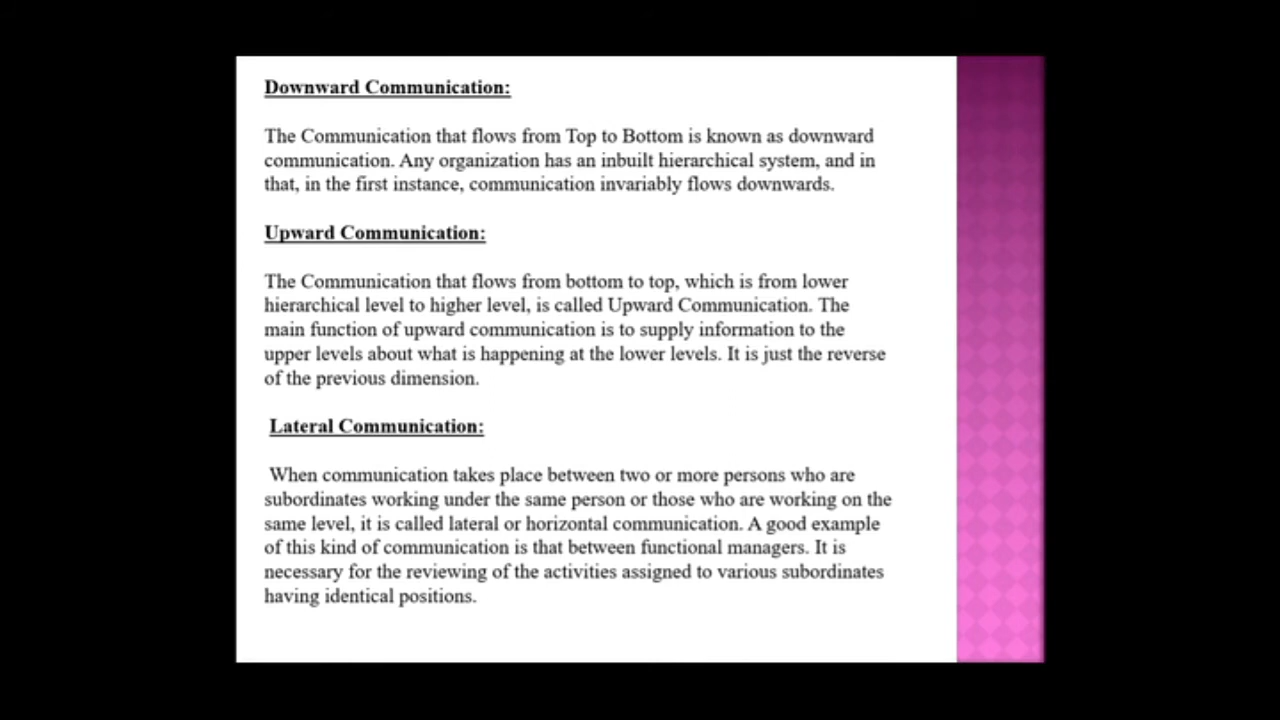 Downward Communication:
The Communication that flows from Top to Bottom is known as downward
communication. Any organization has an inbuilt hierarchical system, and in
that, in the first instance, communication invariably flows downwards.
Upward Communication:
The Communication that flows from bottom to top, which is from lower
hierarchical level to higher level, is called Upward Communication. The
main function of upward communication is to supply information to the
upper levels about what is happening at the lower levels. It is just the reverse
of the previous dimension.
Lateral Communication:
When communication takes place between two or more persons who are
subordinates working under the same person or those who are working on the
same level, it is called lateral or horizontal communication. A good example
of this kind of communication is that between functional managers. It is
necessary for the reviewing of the activities assigned to various subordinates
having identical positions.